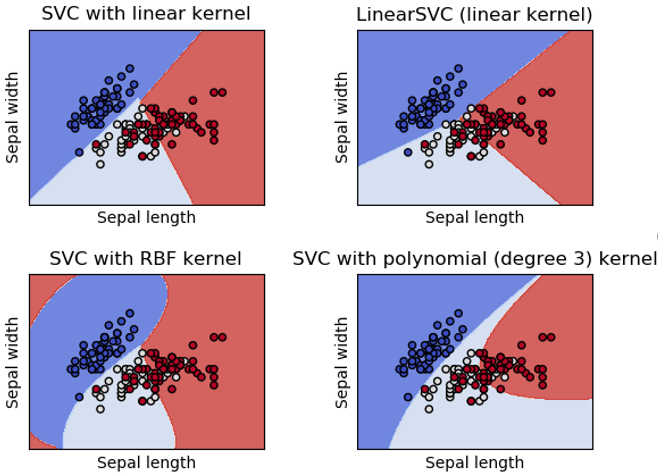 SVC with linear kernel
LinearSVC (linear kernel)
Sepal width
Sepal width
Sepal length
Sepal length
SVC with RBF kernel
SVC with polynomial (degree 3) kernel
Sepal width
Sepal width
Sepal length
Sepal length